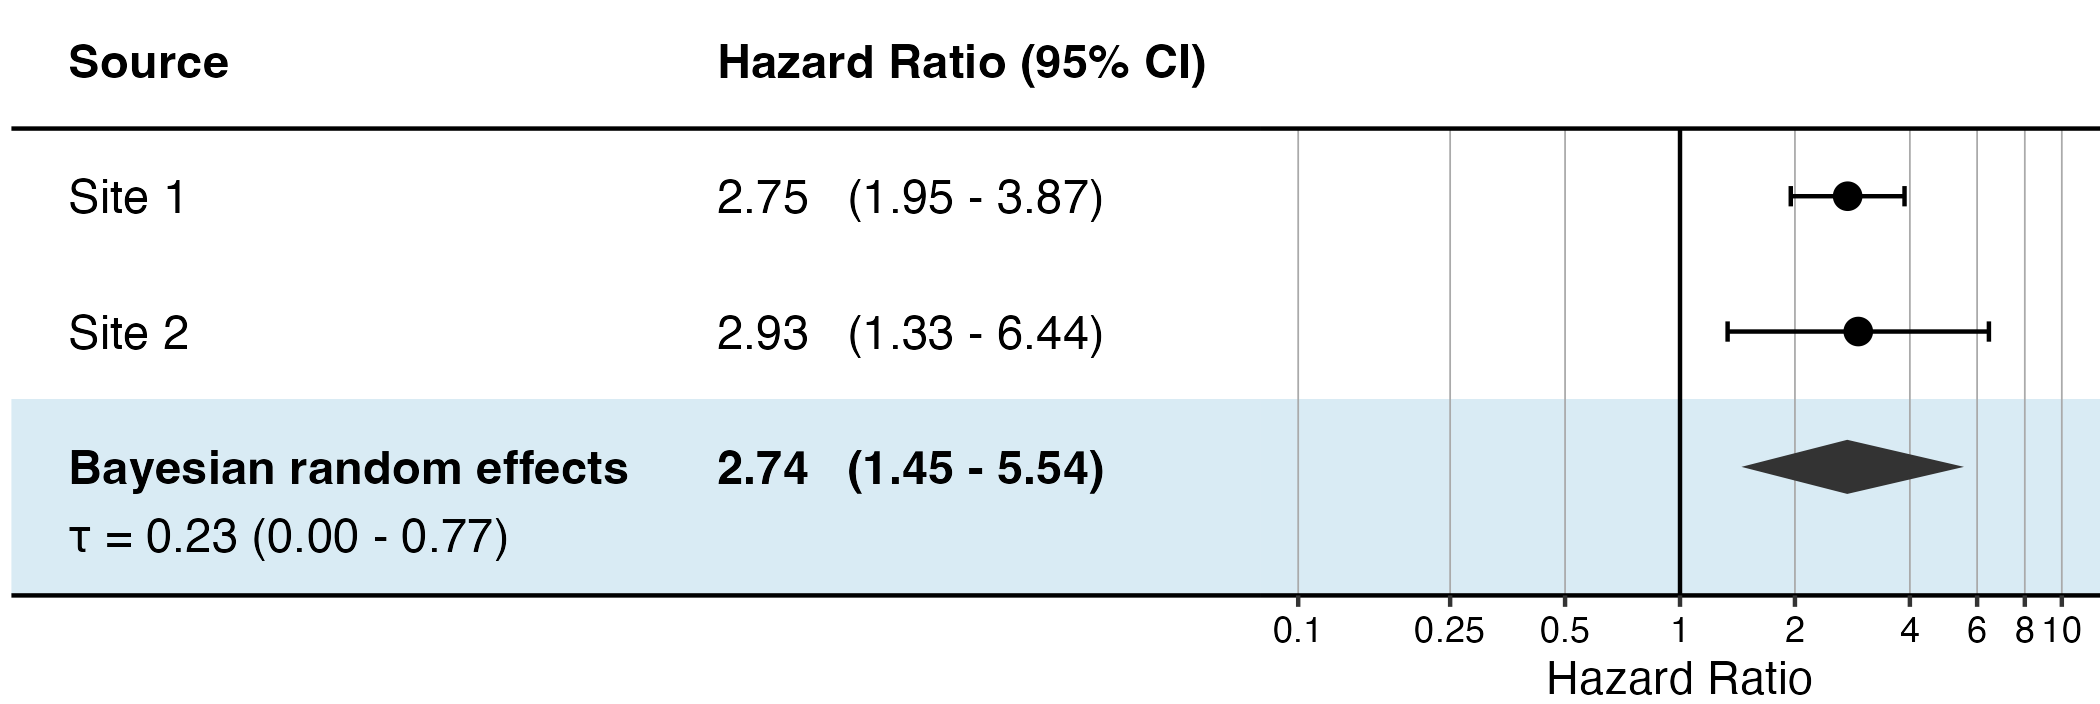 Source Hazard Ratio (95% CI)
Site 1 2.75 (1.95 - 3.87)
Site 2 2.93 (1.33 - 6.44)
Bayesian random effects 2.74 (1.45 - 5.54)
τ = 0.23 (0.00 - 0.77)
0.1 0.25 0.5 1 2 4 6 8 10
Hazard Ratio